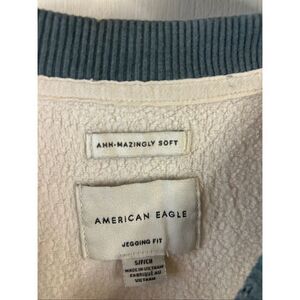 AHH-MAZINGLY SOFT
AMERICAN EAGLE
JEGGING FIT
S/P/CH
MADE IN VIETNAM
FABRIQUÉ AU
VIETNAM